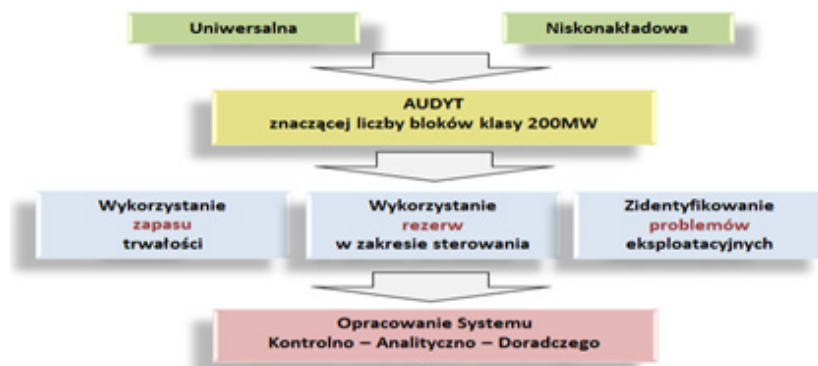 Uniwersalna
Niskonakładowa
AUDYT
znaczącej liczby bloków klasy 200MW
Wykorzystanie
zapasu
trwałości
Wykorzystanie
rezerw
w zakresie sterowania
Zidentyfikowanie
problemów
eksploatacyjnych
Opracowanie Systemu
Kontrolno – Analityczno – Doradczego